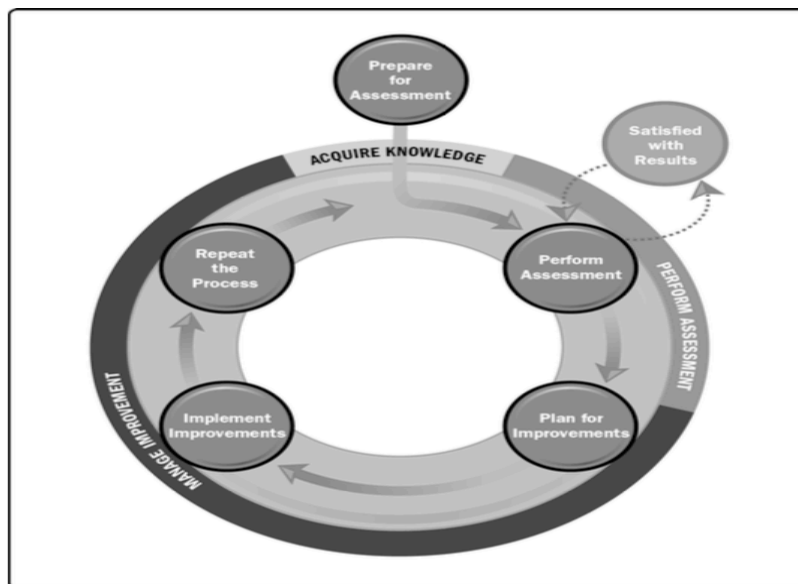 Prepare
for
Assessment
ACQUIRE KNOWLEDGE
Satisfied
with
Results
Repeat
the
Process
Perform
Assessment
PERFORM ASSESSMENT
Implement
Improvements
Plan for
Improvements
MANAGE IMPROVEMENT